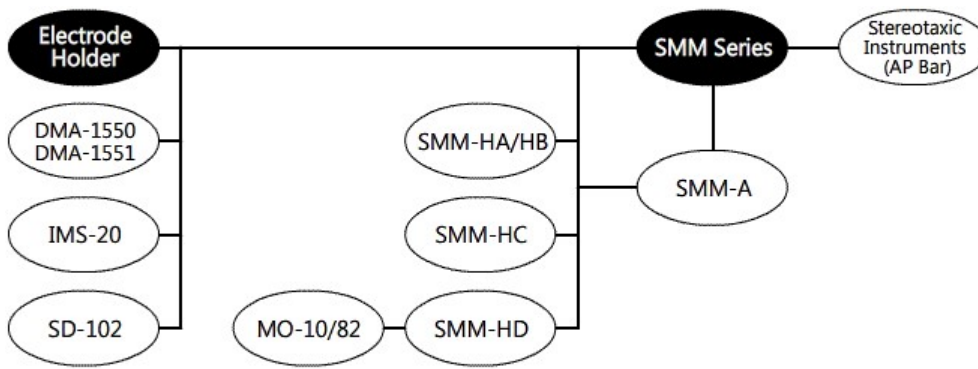 Electrode
Holder
SMM Series
Stereotaxic
Instruments
(AP Bar)
DMA-1550
DMA-1551
SMM-HA/HB
SMM-A
IMS-20
SMM-HC
SD-102
MO-10/82
SMM-HD